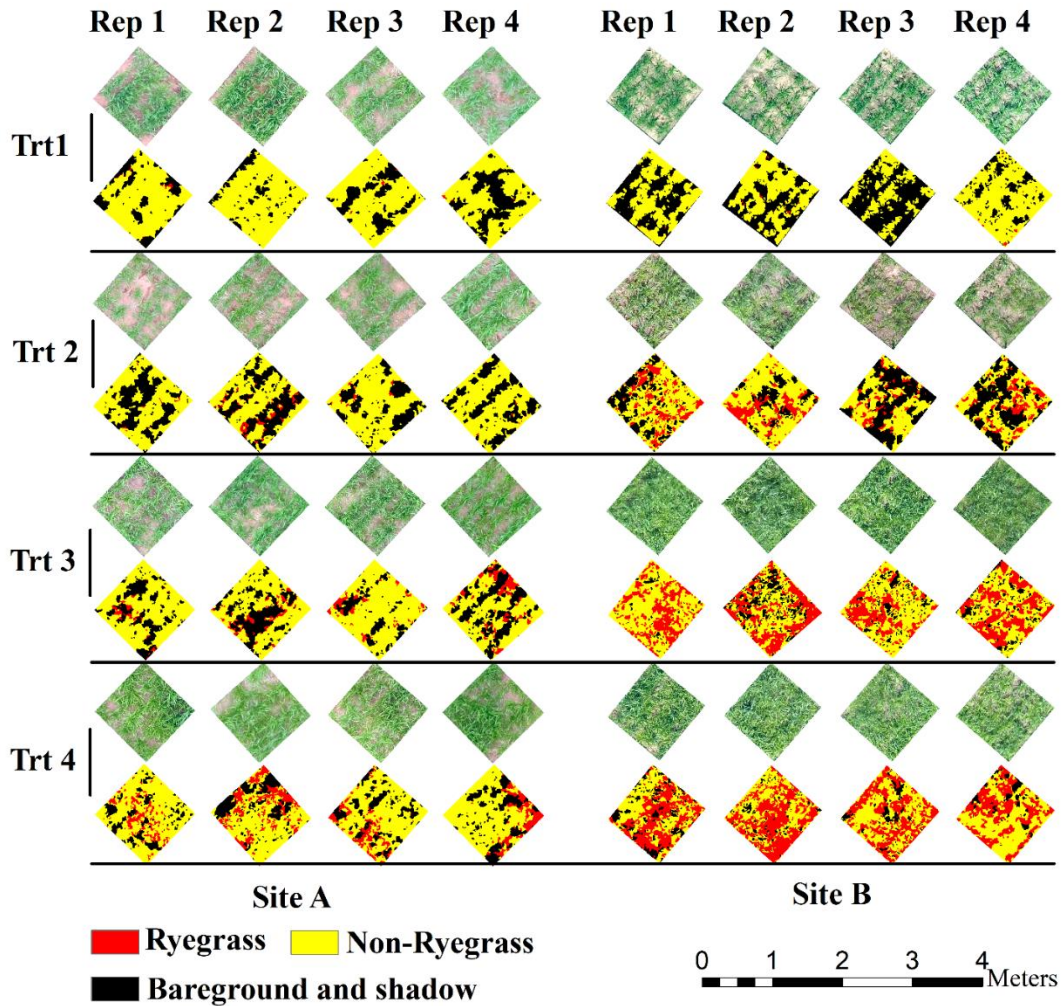 Rep 1 Rep 2 Rep 3 Rep 4 Rep 1 Rep 2 Rep 3 Rep 4
Trt1
Trt 2
Trt 3
Trt 4
Site A Site B
Ryegrass Non-Ryegrass
Bareground and shadow
0 1 2 3 4
Meters